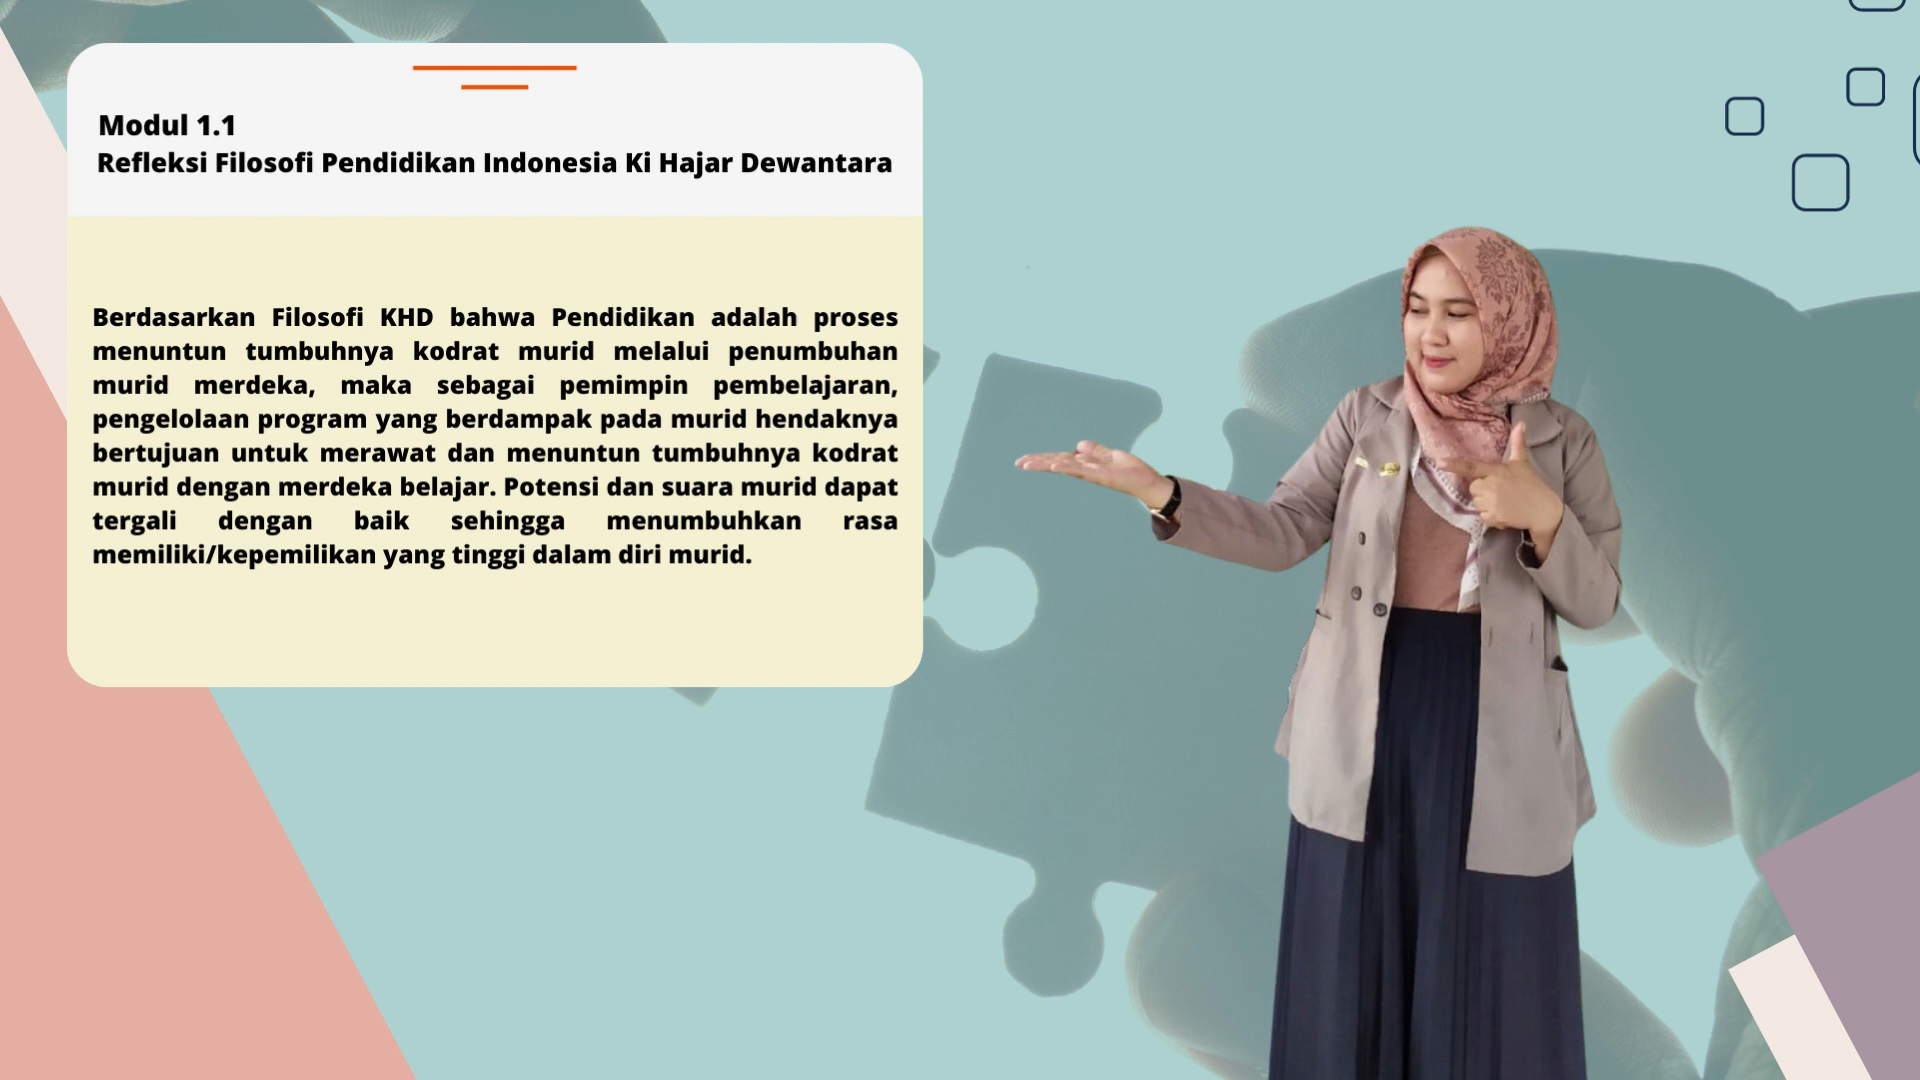 Modul 1.1
Refleksi Filosofi Pendidikan Indonesia Ki Hajar Dewantara
Berdasarkan Filosofi KHD bahwa Pendidikan adalah proses
menuntun tumbuhnya kodrat murid melalui penumbuhan
murid merdeka, maka sebagai pemimpin pembelajaran,
pengelolaan program yang berdampak pada murid hendaknya
bertujuan untuk merawat dan menuntun tumbuhnya kodrat
murid dengan merdeka belajar. Potensi dan suara murid dapat
tergali dengan baik sehingga menumbuhkan rasa
memiliki/kepemilikan yang tinggi dalam diri murid.